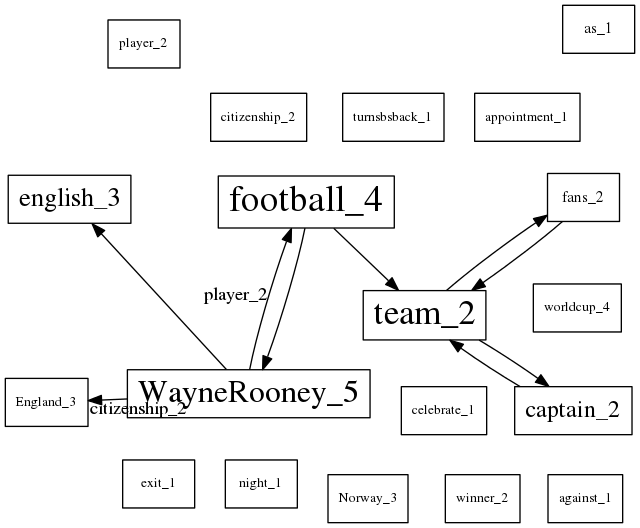 as_1
player_2
citizenship_2
turnsbsback_1
appointment_1
english_3
football_4
fans_2
player_2
team_2
worldcup_4
England_3
citizenship_2
WayneRooney_5
celebrate_1
captain_2
exit_1
night_1
Norway_3
winner_2
against_1